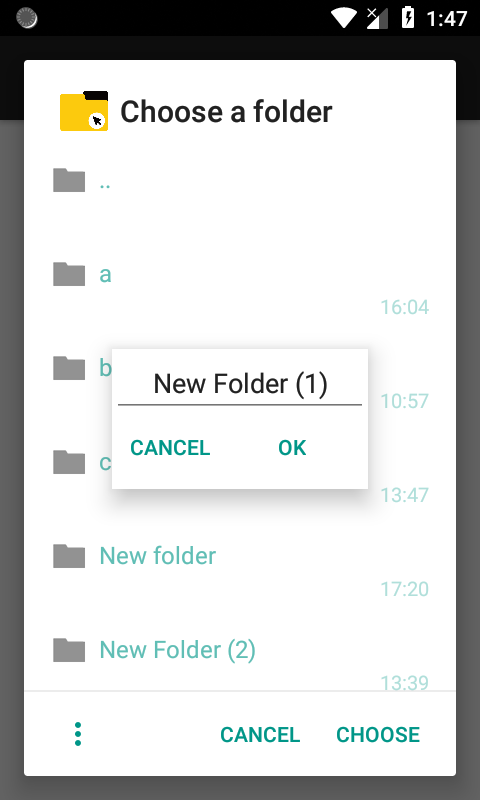 1:47
Choose a folder
..
a
16:04
b
10:57
New Folder (1)
CANCEL OK
c
13:47
New folder
17:20
New Folder (2)
13:39
CANCEL CHOOSE